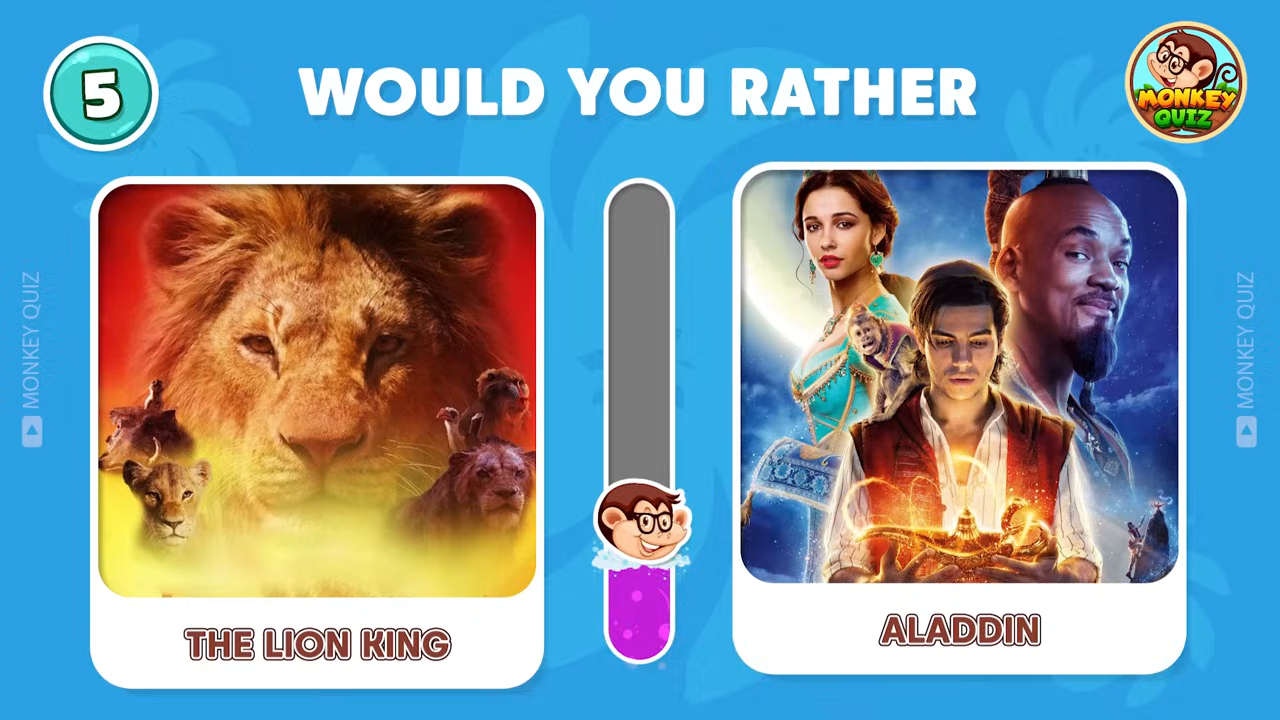 5
WOULD YOU RATHER
MONKEY
QUIZ
MONKEY QUIZ
MONKEY QUIZ
THE LION KING
ALADDIN